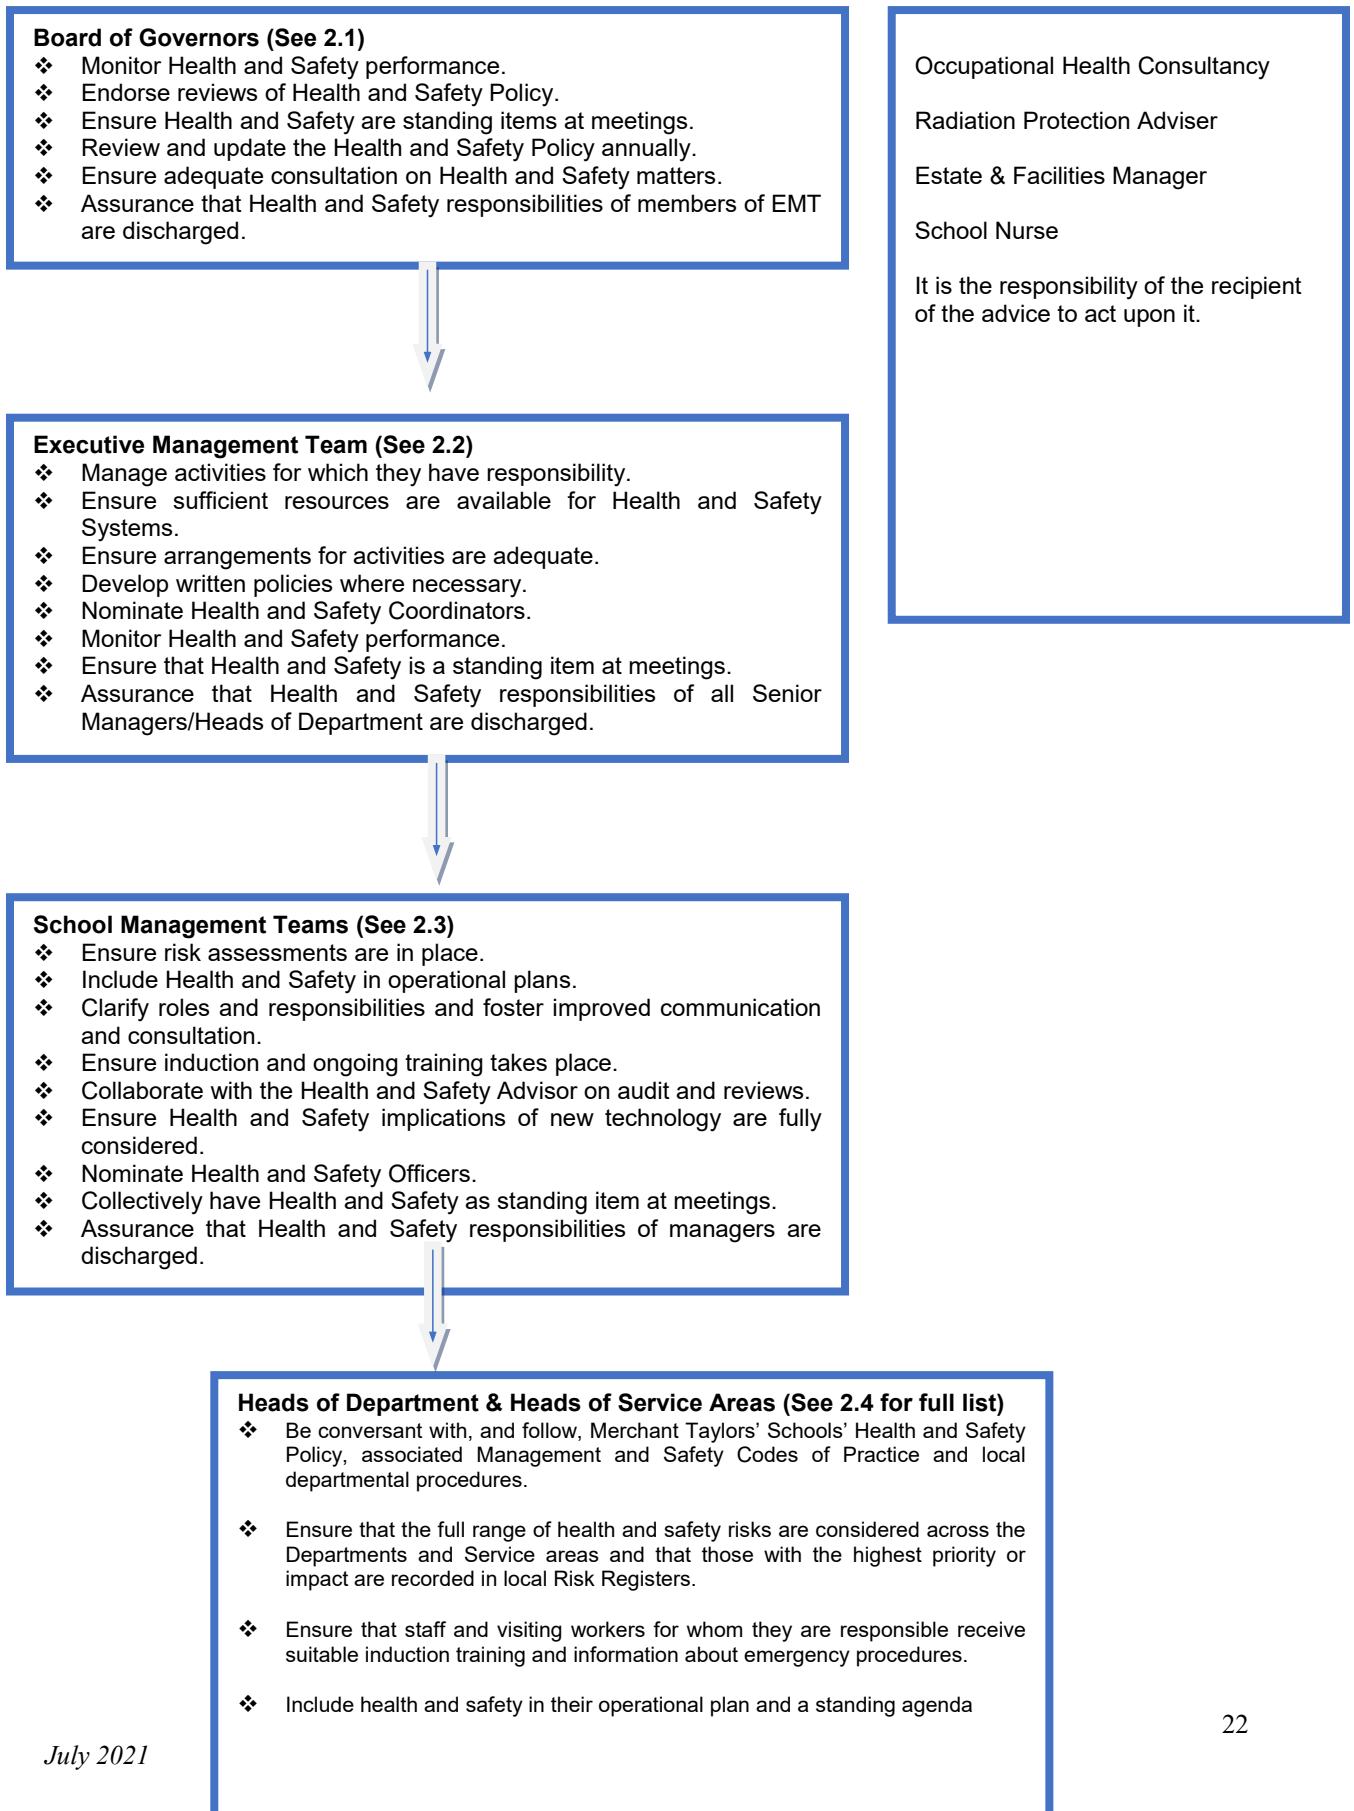 Board of Governors (See 2.1)
❖ Monitor Health and Safety performance.
❖ Endorse reviews of Health and Safety Policy.
❖ Ensure Health and Safety are standing items at meetings.
❖ Review and update the Health and Safety Policy annually.
❖ Ensure adequate consultation on Health and Safety matters.
❖ Assurance that Health and Safety responsibilities of members of EMT
are discharged.
Occupational Health Consultancy
Radiation Protection Adviser
Estate & Facilities Manager
School Nurse
It is the responsibility of the recipient
of the advice to act upon it.
Executive Management Team (See 2.2)
❖ Manage activities for which they have responsibility.
❖ Ensure sufficient resources are available for Health and Safety
Systems.
❖ Ensure arrangements for activities are adequate.
❖ Develop written policies where necessary.
❖ Nominate Health and Safety Coordinators.
❖ Monitor Health and Safety performance.
❖ Ensure that Health and Safety is a standing item at meetings.
❖ Assurance that Health and Safety responsibilities of all Senior
Managers/Heads of Department are discharged.
School Management Teams (See 2.3)
❖ Ensure risk assessments are in place.
❖ Include Health and Safety in operational plans.
❖ Clarify roles and responsibilities and foster improved communication
and consultation.
❖ Ensure induction and ongoing training takes place.
❖ Collaborate with the Health and Safety Advisor on audit and reviews.
❖ Ensure Health and Safety implications of new technology are fully
considered.
❖ Nominate Health and Safety Officers.
❖ Collectively have Health and Safety as standing item at meetings.
❖ Assurance that Health and Safety responsibilities of managers are
discharged.
Heads of Department & Heads of Service Areas (See 2.4 for full list)
❖ Be conversant with, and follow, Merchant Taylors’ Schools’ Health and Safety
Policy, associated Management and Safety Codes of Practice and local
departmental procedures.
❖ Ensure that the full range of health and safety risks are considered across the
Departments and Service areas and that those with the highest priority or
impact are recorded in local Risk Registers.
❖ Ensure that staff and visiting workers for whom they are responsible receive
suitable induction training and information about emergency procedures.
❖ Include health and safety in their operational plan and a standing agenda
22
July 2021